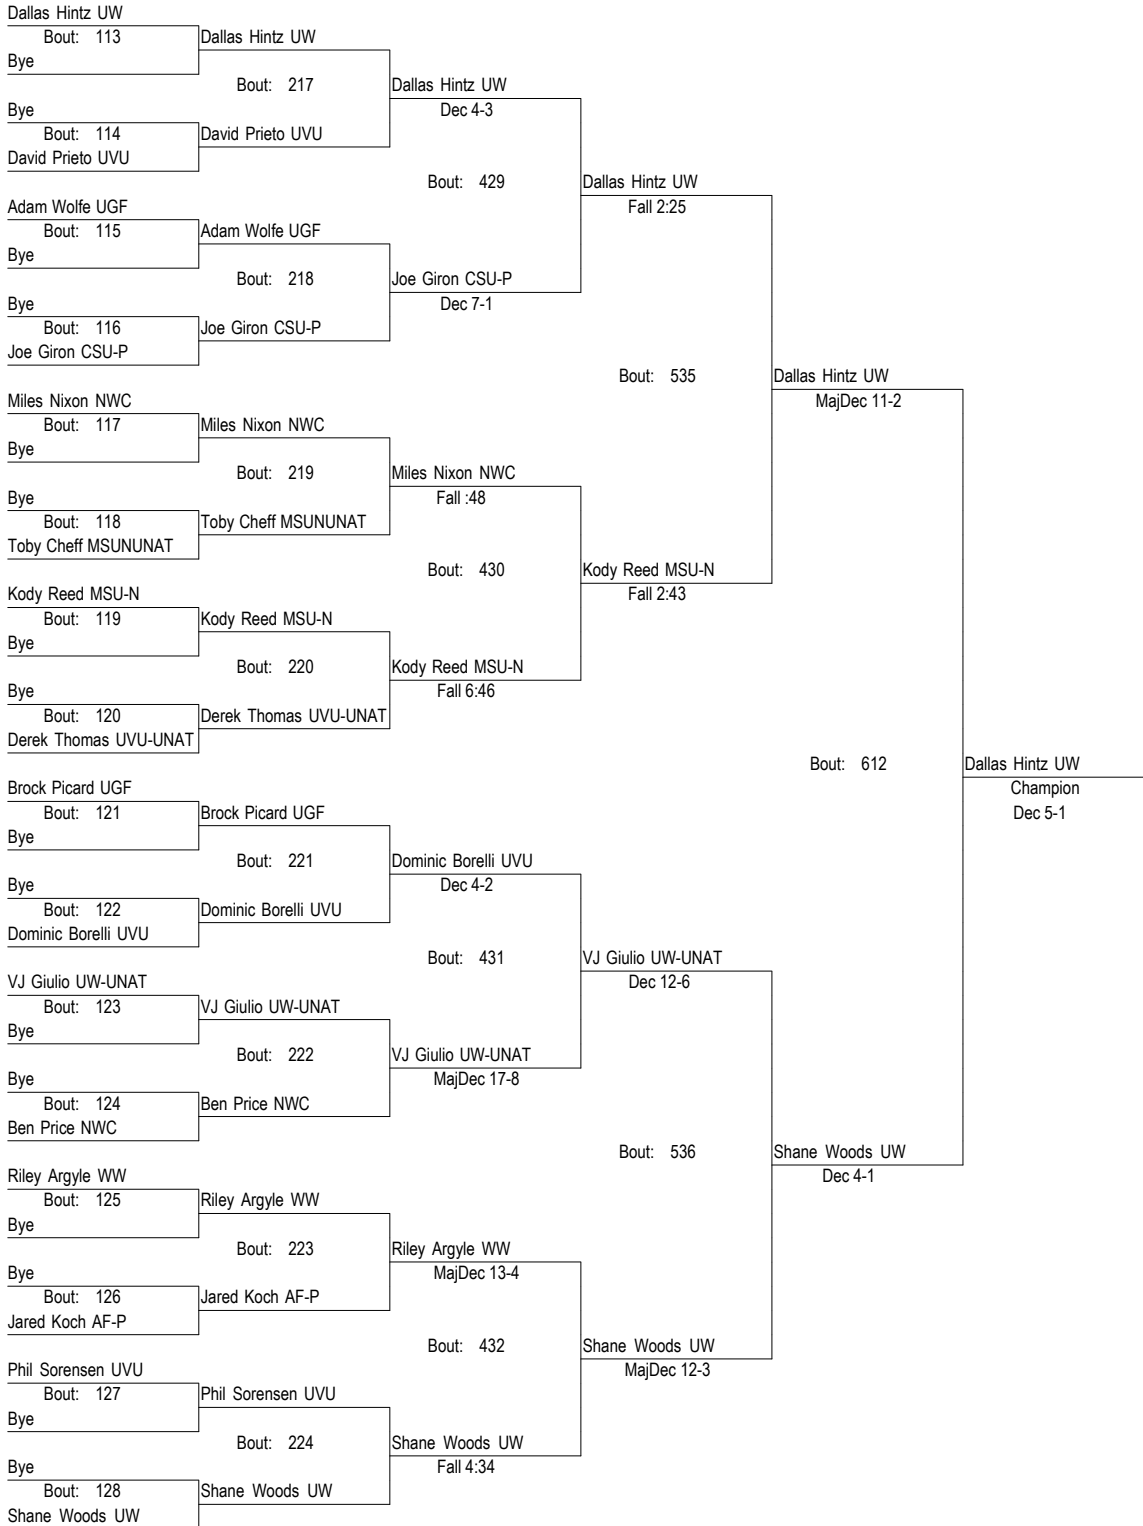 Dallas Hintz UW
Bout: 113
Bye
Dallas Hintz UW
Bout: 217
Bye
Bout: 114
David Prieto UVU
David Prieto UVU
Dallas Hintz UW
Dec 4-3
Bout: 429
Adam Wolfe UGF
Bout: 115
Bye
Adam Wolfe UGF
Bout: 218
Bye
Bout: 116
Joe Giron CSU-P
Joe Giron CSU-P
Joe Giron CSU-P
Dec 7-1
Dallas Hintz UW
Fall 2:25
Bout: 535
Miles Nixon NWC
Bout: 117
Bye
Miles Nixon NWC
Bout: 219
Bye
Bout: 118
Toby Cheff MSUNUNAT
Toby Cheff MSUNUNAT
Miles Nixon NWC
Fall :48
Bout: 430
Kody Reed MSU-N
Bout: 119
Bye
Kody Reed MSU-N
Bout: 220
Bye
Bout: 120
Derek Thomas UVU-UNAT
Derek Thomas UVU-UNAT
Kody Reed MSU-N
Fall 6:46
Kody Reed MSU-N
Fall 2:43
Dallas Hintz UW
MajDec 11-2
Bout: 612
Dallas Hintz UW
Champion
Dec 5-1
Brock Picard UGF
Bout: 121
Bye
Brock Picard UGF
Bout: 221
Bye
Bout: 122
Dominic Borelli UVU
Dominic Borelli UVU
Dominic Borelli UVU
Dec 4-2
Bout: 431
VJ Giulio UW-UNAT
Bout: 123
Bye
VJ Giulio UW-UNAT
Bout: 222
Bye
Bout: 124
Ben Price NWC
Ben Price NWC
VJ Giulio UW-UNAT
MajDec 17-8
VJ Giulio UW-UNAT
Dec 12-6
Bout: 536
Shane Woods UW
Dec 4-1
Riley Argyle WW
Bout: 125
Bye
Riley Argyle WW
Bout: 223
Bye
Bout: 126
Jared Koch AF-P
Jared Koch AF-P
Riley Argyle WW
MajDec 13-4
Bout: 432
Shane Woods UW
MajDec 12-3
Phil Sorensen UVU
Bout: 127
Bye
Phil Sorensen UVU
Bout: 224
Bye
Bout: 128
Shane Woods UW
Shane Woods UW
Shane Woods UW
Fall 4:34